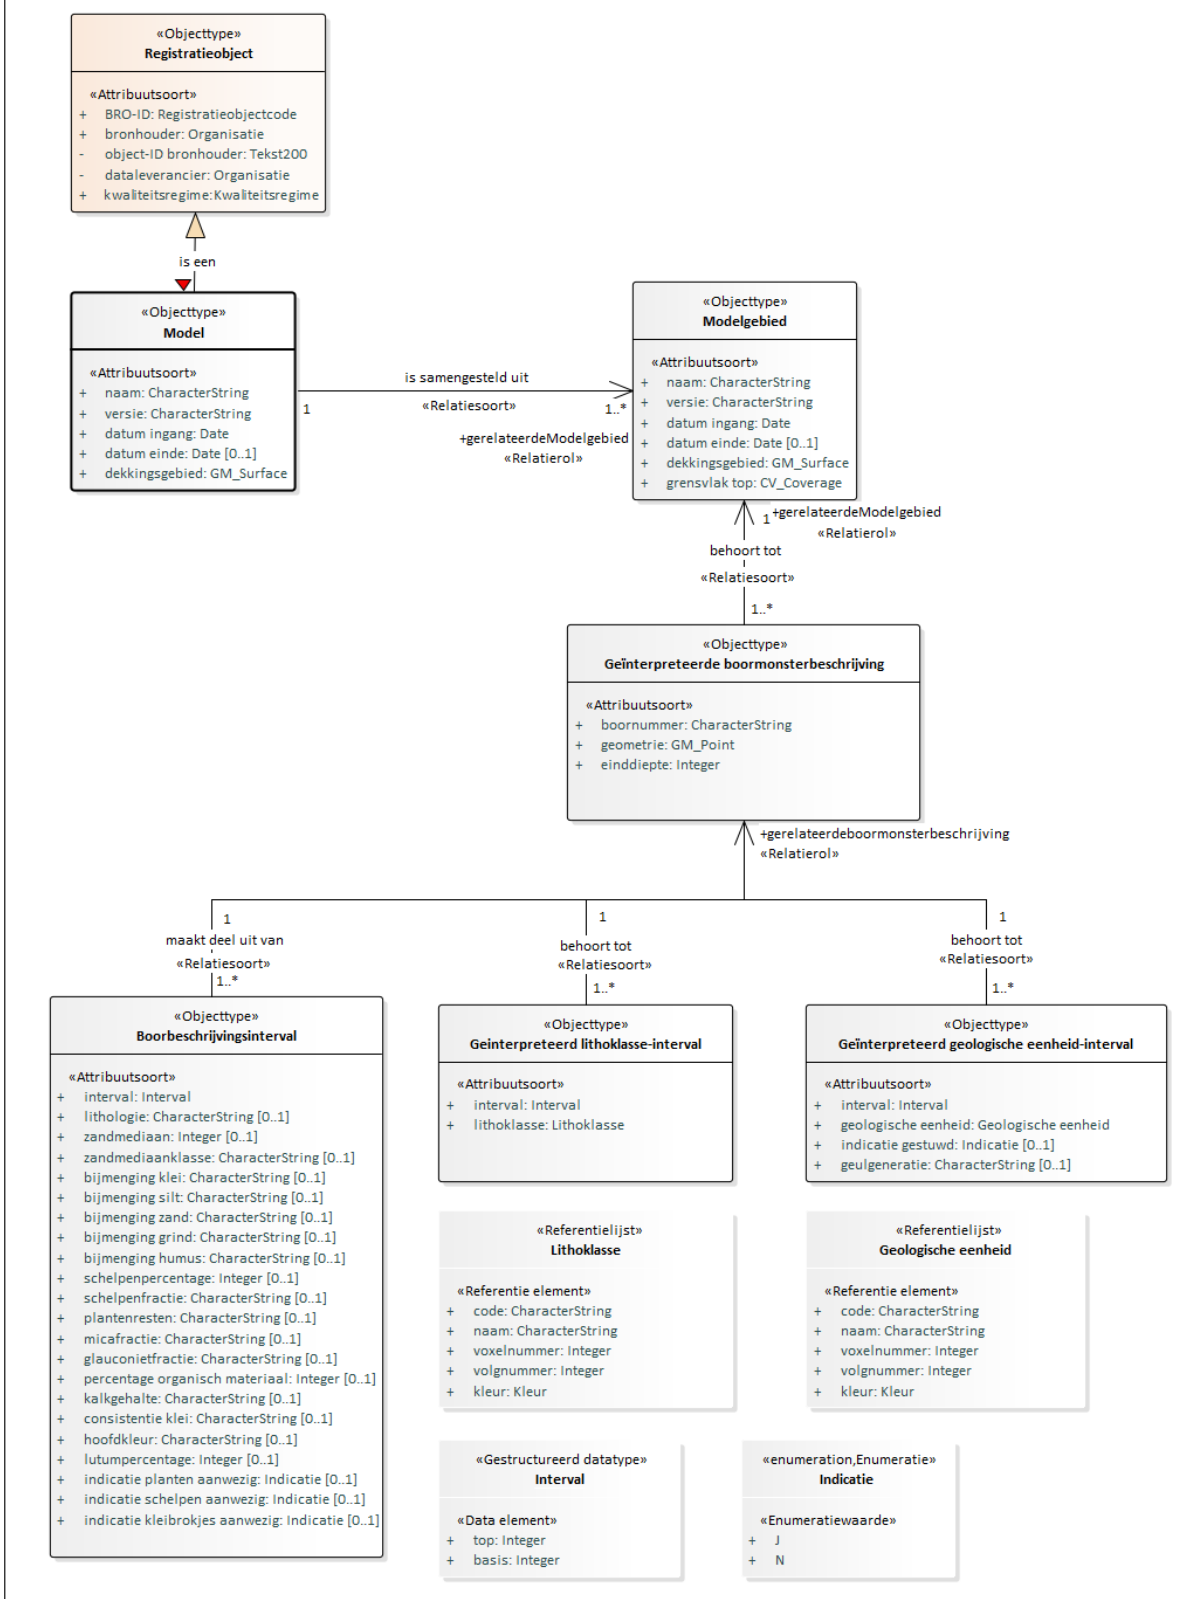 «Objecttype»
Registratieobject
«Attribuutsoort»
+ BRO-ID: Registratieobjectcode
+ bronhouder: Organisatie
- object-ID bronhouder: Tekst200
- dataleverancier: Organisatie
+ kwaliteitsregime:Kwaliteitsregime
is een
«Objecttype»
Model
«Attribuutsoort»
+ naam: CharacterString
+ versie: CharacterString
+ datum ingang: Date
+ datum einde: Date [0..1]
+ dekkingsgebied: GM_Surface
is samengesteld uit
1
«Relatiesoort»
1..*
+gerelateerdeModelgebied
«Relatierol»
«Objecttype»
Modelgebied
«Attribuutsoort»
+ naam: CharacterString
+ versie: CharacterString
+ datum ingang: Date
+ datum einde: Date [0..1]
+ dekkingsgebied: GM_Surface
+ grensvlak top: CV_Coverage
1
+gerelateerdeModelgebied
«Relatierol»
behoort tot
«Relatiesoort»
1..*
«Objecttype»
Geïnterpreteerde boormonsterbeschrijving
«Attribuutsoort»
+ boornummer: CharacterString
+ geometrie: GM_Point
+ einddiepte: Integer
+gerelateerdeboormonsterbeschrijving
«Relatierol»
1
maakt deel uit van
«Relatiesoort»
1..*
1
behoort tot
«Relatiesoort»
1..*
1
behoort tot
«Relatiesoort»
1..*
«Objecttype»
Boorbeschrijvingsinterval
«Attribuutsoort»
+ interval: Interval
+ lithologie: CharacterString [0..1]
+ zandmediaan: Integer [0..1]
+ zandmediaanklasse: CharacterString [0..1]
+ bijmenging klei: CharacterString [0..1]
+ bijmenging silt: CharacterString [0..1]
+ bijmenging zand: CharacterString [0..1]
+ bijmenging grind: CharacterString [0..1]
+ bijmenging humus: CharacterString [0..1]
+ schelpenpercentage: Integer [0..1]
+ schelpenfractie: CharacterString [0..1]
+ plantenresten: CharacterString [0..1]
+ micafractie: CharacterString [0..1]
+ glauconietfractie: CharacterString [0..1]
+ percentage organisch materiaal: Integer [0..1]
+ kalkgehalte: CharacterString [0..1]
+ consistentie klei: CharacterString [0..1]
+ hoofdkleur: CharacterString [0..1]
+ lutumpercentage: Integer [0..1]
+ indicatie planten aanwezig: Indicatie [0..1]
+ indicatie schelpen aanwezig: Indicatie [0..1]
+ indicatie kleibrokjes aanwezig: Indicatie [0..1]
«Objecttype»
Geinterpreteerd lithoklasse-interval
«Attribuutsoort»
+ interval: Interval
+ lithoklasse: Lithoklasse
«Objecttype»
Geïnterpreteerd geologische eenheid-interval
«Attribuutsoort»
+ interval: Interval
+ geologische eenheid: Geologische eenheid
+ indicatie gestuwd: Indicatie [0..1]
+ geulgeneratie: CharacterString [0..1]
«Referentielijst»
Lithoklasse
«Referentie element»
+ code: CharacterString
+ naam: CharacterString
+ voxelnummer: Integer
+ volgnummer: Integer
+ kleur: Kleur
«Referentielijst»
Geologische eenheid
«Referentie element»
+ code: CharacterString
+ naam: CharacterString
+ voxelnummer: Integer
+ volgnummer: Integer
+ kleur: Kleur
«Gestructureerd datatype»
Interval
«Data element»
+ top: Integer
+ basis: Integer
«enumeration,Enumeratie»
Indicatie
«Enumeratiewaarde»
+ J
+ N